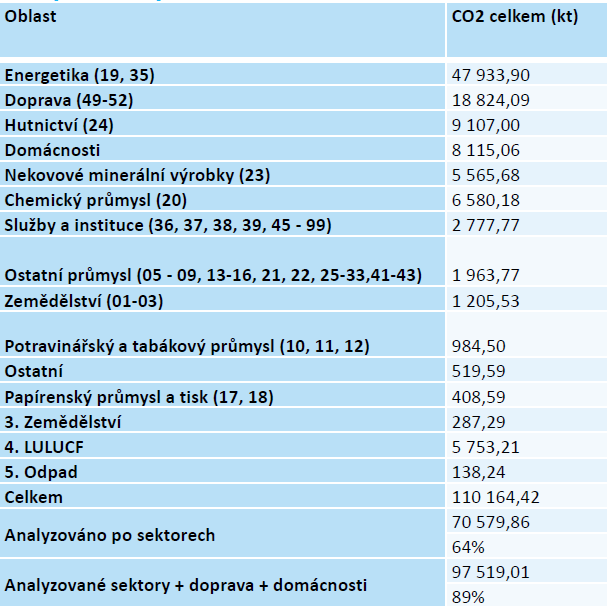 Oblast CO2 celkem (kt)
Energetika (19, 35) 47 933,90
Doprava (49-52) 18 824,09
Hutnictví (24) 9 107,00
Domácnosti 8 115,06
Nekovové minerální výrobky (23) 5 565,68
Chemický průmysl (20) 6 580,18
Služby a instituce (36, 37, 38, 39, 45 - 99) 2 777,77
Ostatní průmysl (05 - 09, 13-16, 21, 22, 25-33,41-43) 1 963,77
Zemědělství (01-03) 1 205,53
Potravinářský a tabákový průmysl (10, 11, 12) 984,50
Ostatní 519,59
Papírenský průmysl a tisk (17, 18) 408,59
3. Zemědělství 287,29
4. LULUCF 5 753,21
5. Odpad 138,24
Celkem 110 164,42
Analyzováno po sektorech 70 579,86
64%
Analyzované sektory + doprava + domácnosti 97 519,01
89%